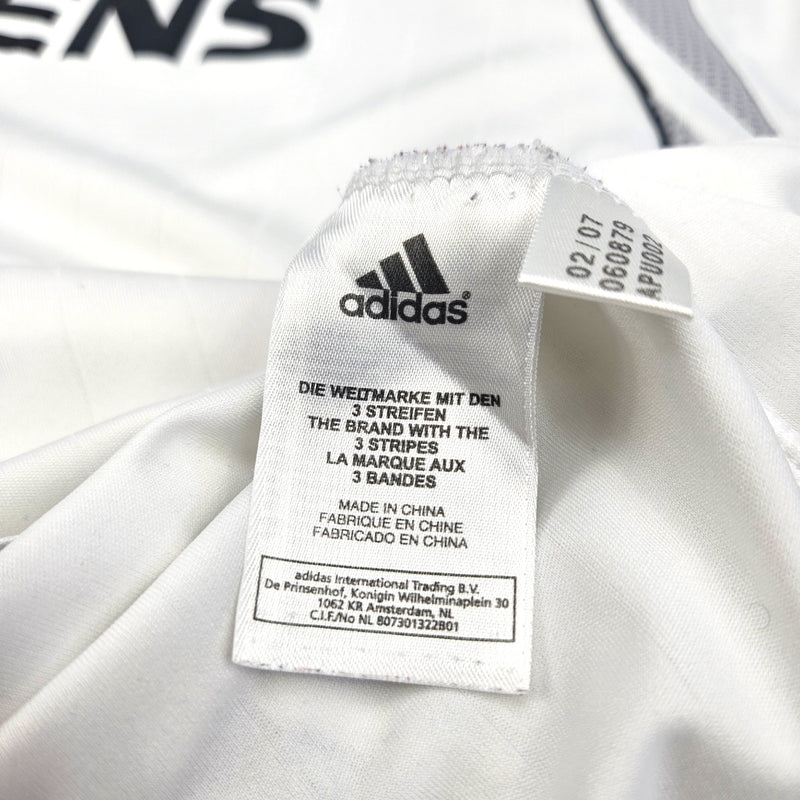 ENS
adidas®
DIE WELTMARKE MIT DEN
3 STREIFEN
THE BRAND WITH THE
3 STRIPES
LA MARQUE AUX
3 BANDES
MADE IN CHINA
FABRIQUE EN CHINE
FABRICADO EN CHINA
adidas International Trading B.V.
De Prinsenhof, Konigin Wilhelminaplein 30
1062 KR Amsterdam, NL
C.I.F./No NL 807301322B01
02/07
060879
APU002